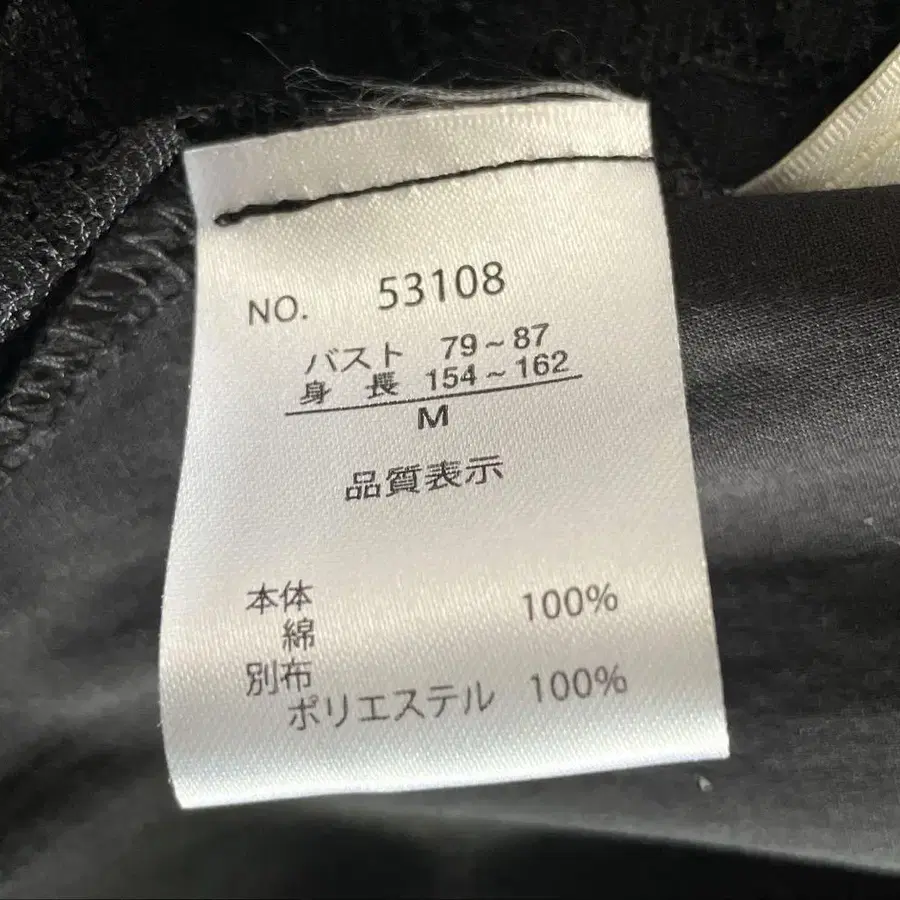 NO. 53108
バスト 79~87
身長 154~162
M
品質表示
本体
綿 100%
別布
ポリエステル 100%